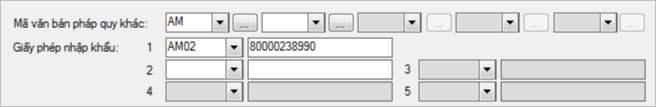 Mã văn bản pháp quy khác: AM ... ... ... ... ...
Giấy phép nhập khẩu: 1 AM02 80000238990
2 3
4 5